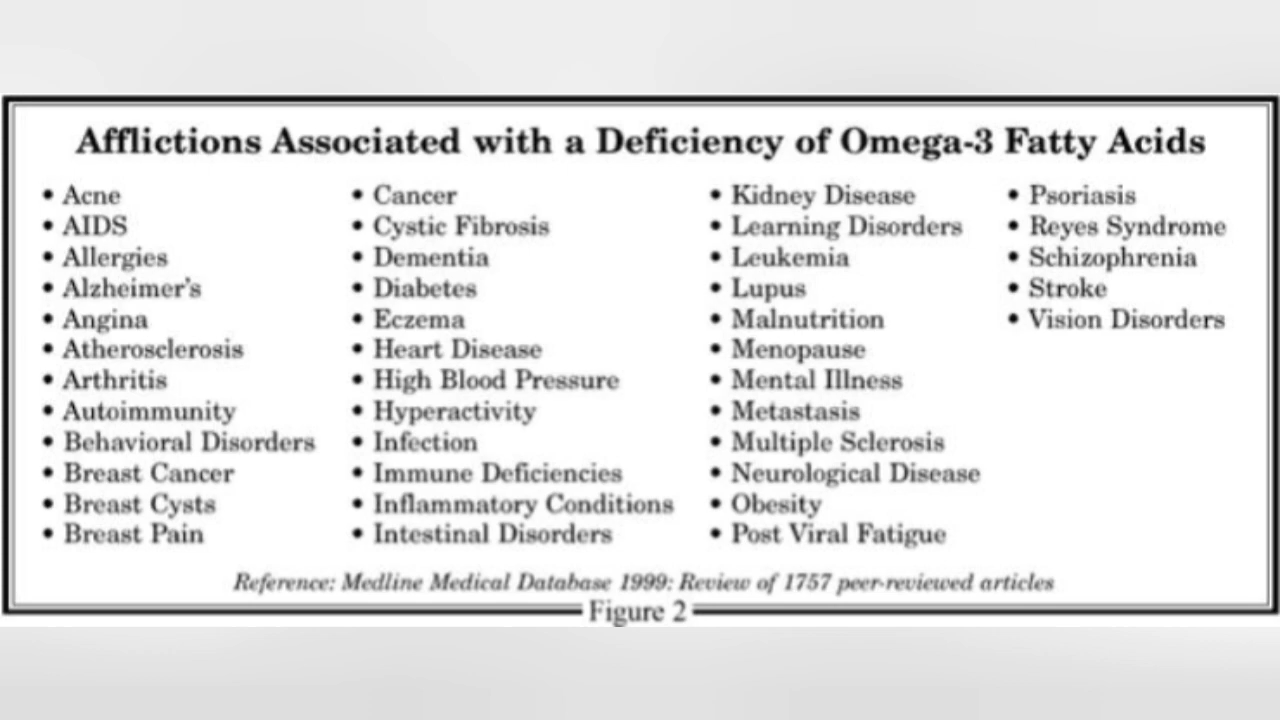 Afflictions Associated with a Deficiency of Omega-3 Fatty Acids
• Acne
• AIDS
• Allergies
• Alzheimer's
• Angina
• Atherosclerosis
• Arthritis
• Autoimmunity
• Behavioral Disorders
• Breast Cancer
• Breast Cysts
• Breast Pain
• Cancer
• Cystic Fibrosis
• Dementia
• Diabetes
• Eczema
• Heart Disease
• High Blood Pressure
• Hyperactivity
• Infection
• Immune Deficiencies
• Inflammatory Conditions
• Intestinal Disorders
• Kidney Disease
• Learning Disorders
• Leukemia
• Lupus
• Malnutrition
• Menopause
• Mental Illness
• Metastasis
• Multiple Sclerosis
• Neurological Disease
• Obesity
• Post Viral Fatigue
• Psoriasis
• Reyes Syndrome
• Schizophrenia
• Stroke
• Vision Disorders
Reference: Medline Medical Database 1999: Review of 1757 peer-reviewed articles
Figure 2